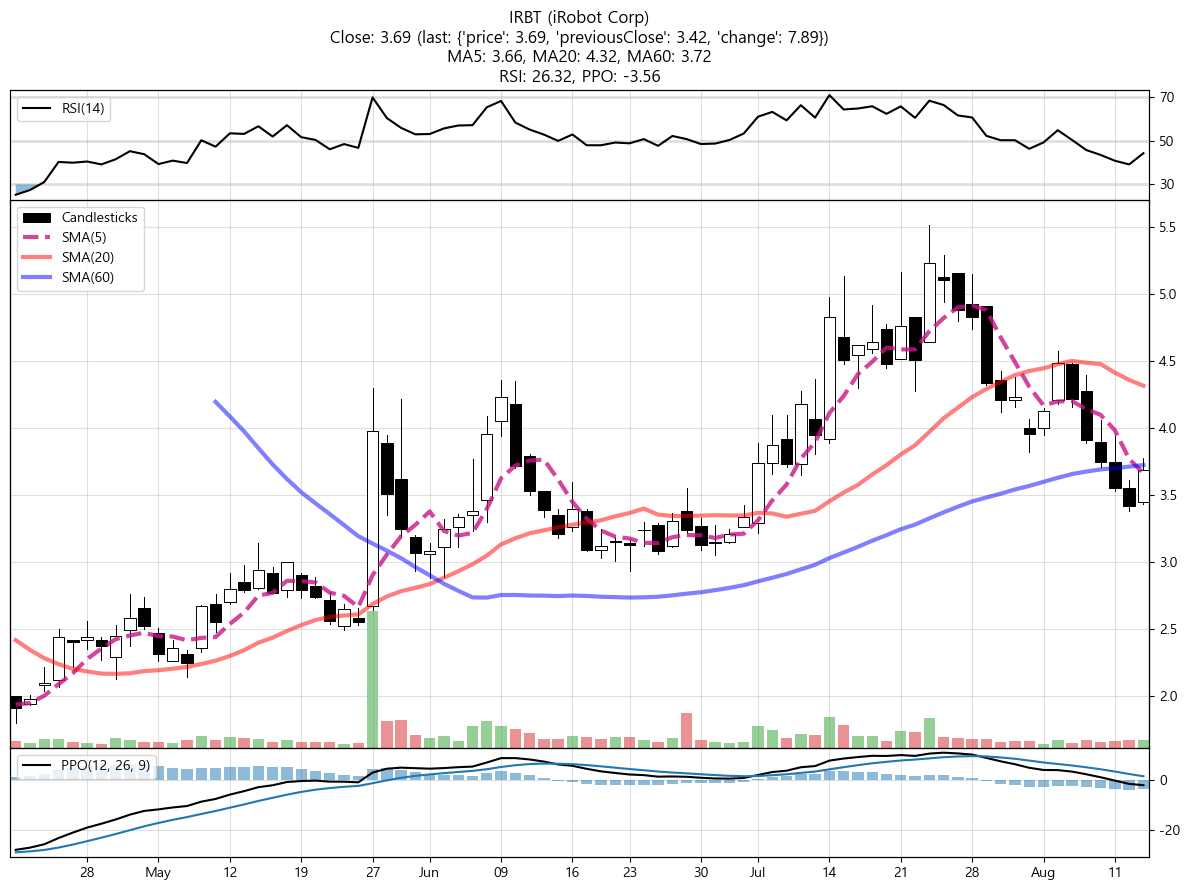 IRBT (iRobot Corp)
Close: 3.69 (last: {'price': 3.69, 'previousClose': 3.42, 'change': 7.89})
MA5: 3.66, MA20: 4.32, MA60: 3.72
RSI: 26.32, PPO: -3.56
RSI(14)
70
50
30
Candlesticks
SMA(5)
SMA(20)
SMA(60)
5.5
5.0
4.5
4.0
3.5
3.0
2.5
2.0
PPO(12, 26, 9)
0
-20
28 May 12 19 27 Jun 09 16 23 30 Jul 14 21 28 Aug 11